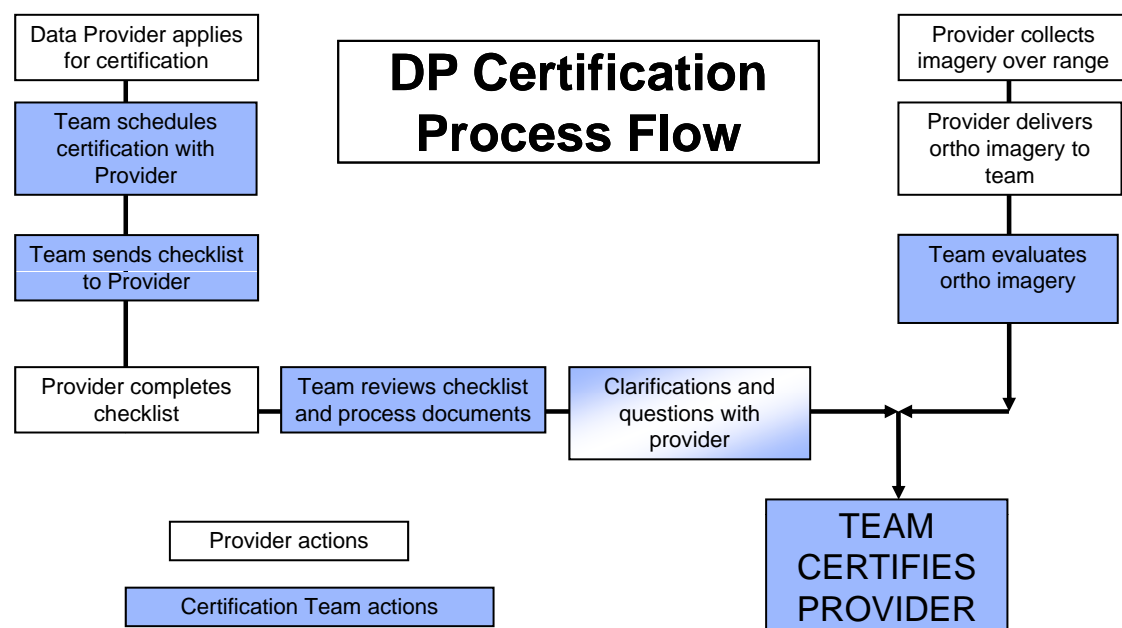 Data Provider applies
for certification
DP Certification
Process Flow
Provider collects
imagery over range
Team schedules
certification with
Provider
Provider delivers
ortho imagery to
team
Team sends checklist
to Provider
Team evaluates
ortho imagery
Provider completes
checklist
Team reviews checklist
and process documents
Clarifications and
questions with
provider
Provider actions
Certification Team actions
TEAM
CERTIFIES
PROVIDER